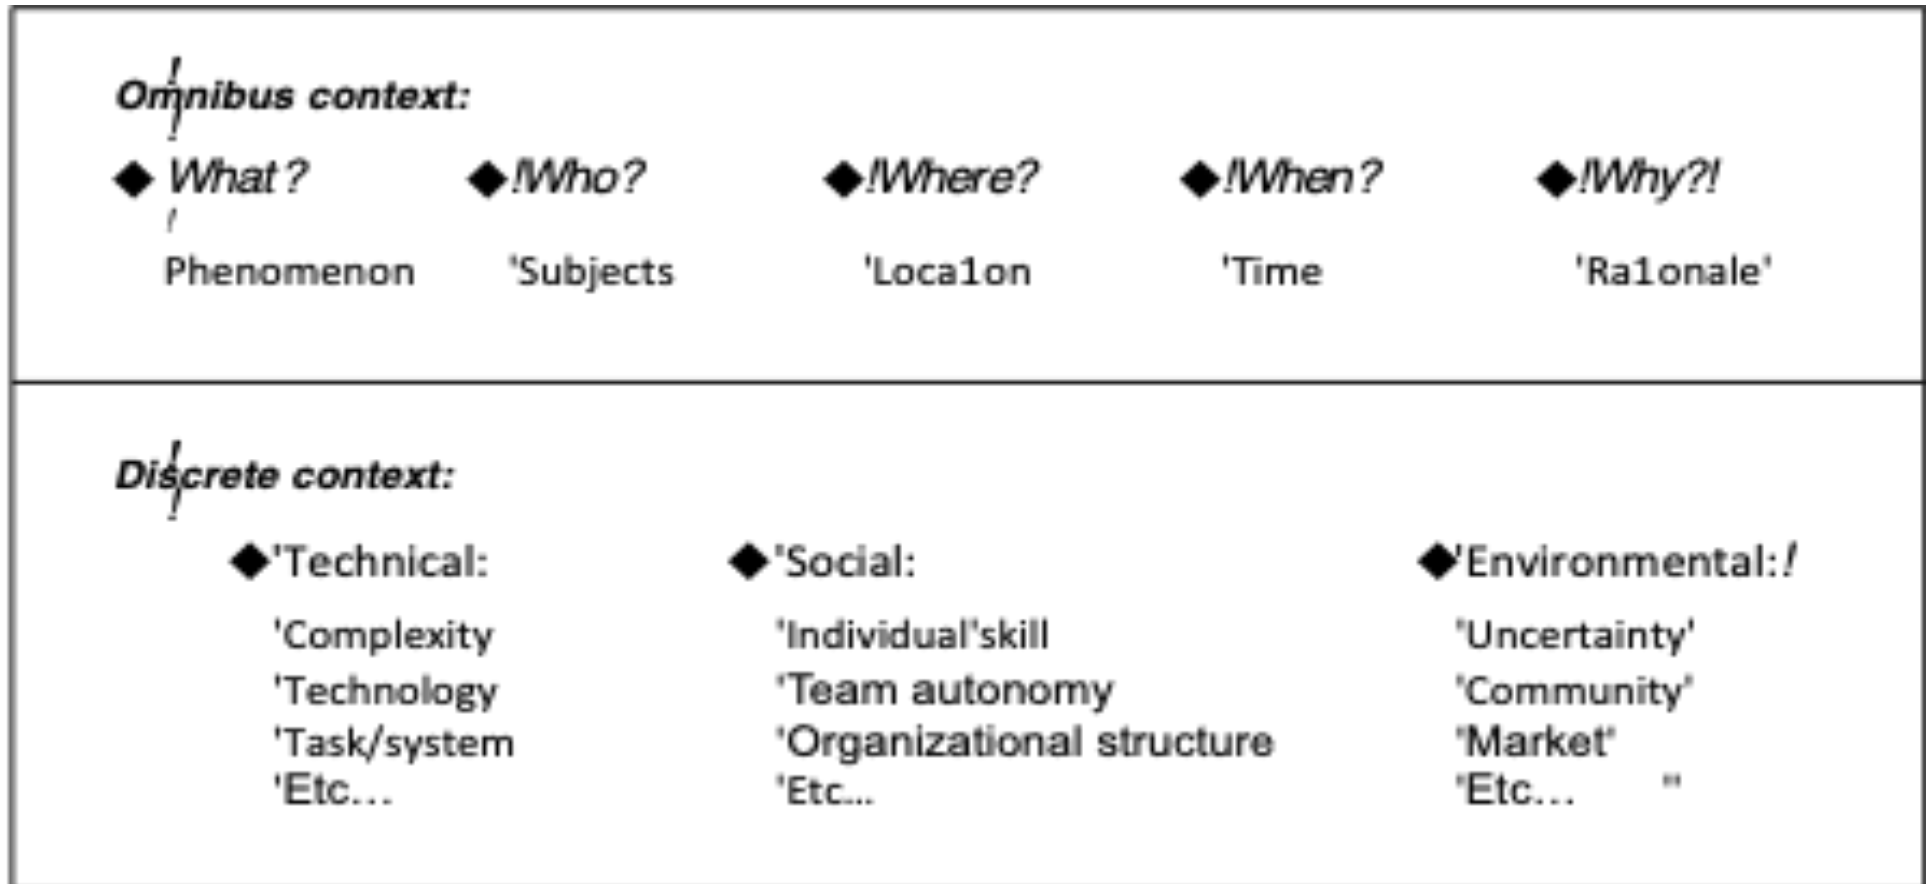 !
Omnibus context:
!
◆ What? ◆!Who? ◆!Where? ◆!When? ◆!Why?!
!
Phenomenon 'Subjects 'Loca1on 'Time 'Ra1onale'
!
Discrete context:
!
◆'Technical: ◆'Social: ◆'Environmental:!
'Complexity 'Individual'skill 'Uncertainty'
'Technology 'Team autonomy 'Community'
'Task/system 'Organizational structure 'Market'
'Etc… 'Etc… 'Etc… "